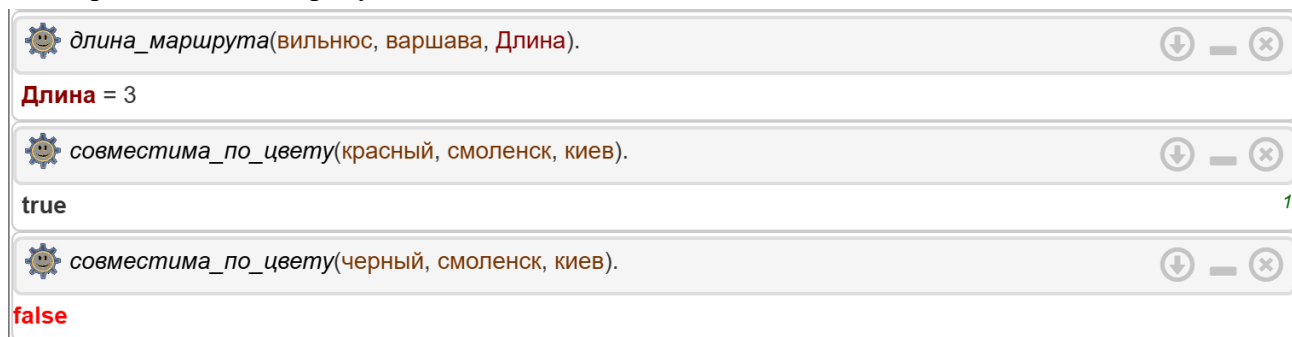 длина_маршрута(вильнюс, варшава, Длина).
Длина = 3
совместима_по_цвету(красный, смоленск, киев).
true
1
совместима_по_цвету(черный, смоленск, киев).
false